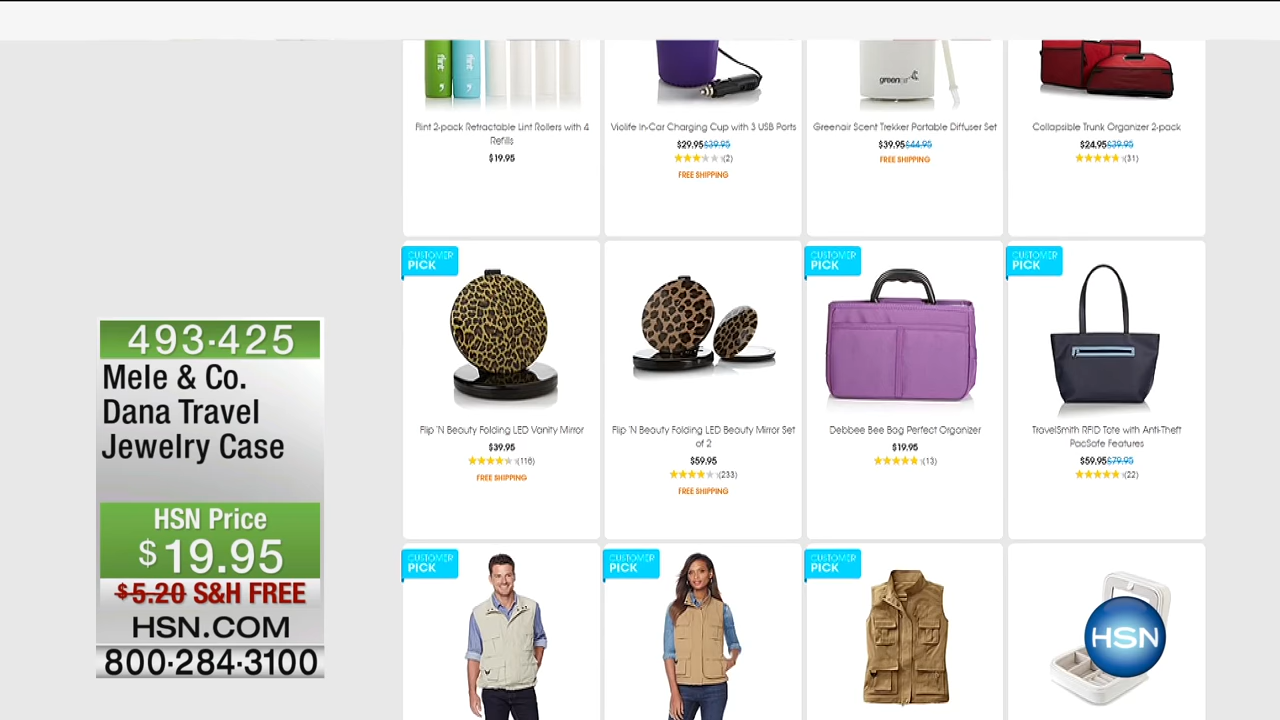 flint
flint
greenair
Flint 2-pack Retractable Lint Rollers with 4
Refills
$19.95
Violife In-Car Charging Cup with 3 USB Ports
$29.95$39.95
(2)
FREE SHIPPING
Greenair Scent Trekker Portable Diffuser Set
$39.95$44.95
FREE SHIPPING
Collapsible Trunk Organizer 2-pack
$24.95$39.95
(31)
CUSTOMER
PICK
Flip 'N Beauty Folding LED Vanity Mirror
$39.95
(116)
FREE SHIPPING
Flip 'N Beauty Folding LED Beauty Mirror Set
of 2
$59.95
(233)
FREE SHIPPING
CUSTOMER
PICK
Debbee Bee Bag Perfect Organizer
$19.95
(13)
CUSTOMER
PICK
TravelSmith RFID Tote with Anti-Theft
PacSafe Features
$59.95$79.95
(22)
CUSTOMER
PICK
CUSTOMER
PICK
CUSTOMER
PICK
HSN
493-425
Mele & Co.
Dana Travel
Jewelry Case
HSN Price
$19.95
$5.20 S&H FREE
HSN.COM
800-284-3100